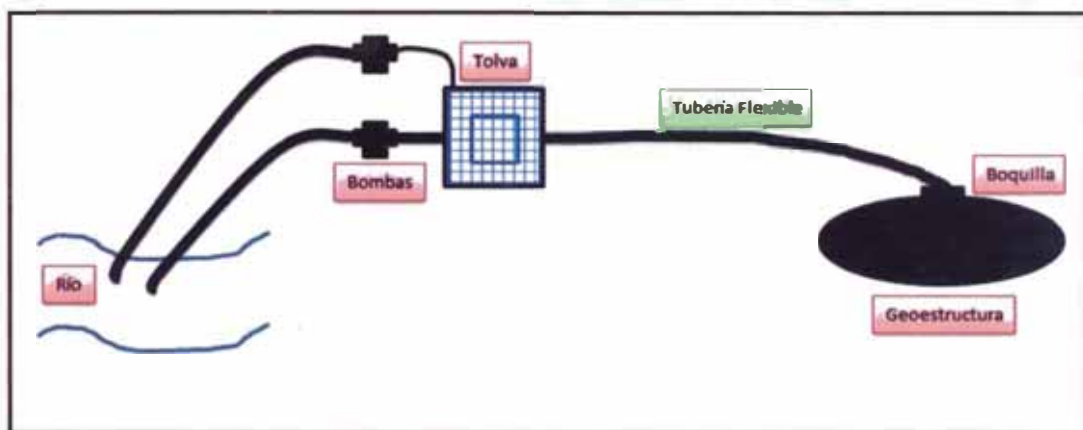 Tolva
Tubería Flexible
Bombas
Boquilla
Río
Geoestructura